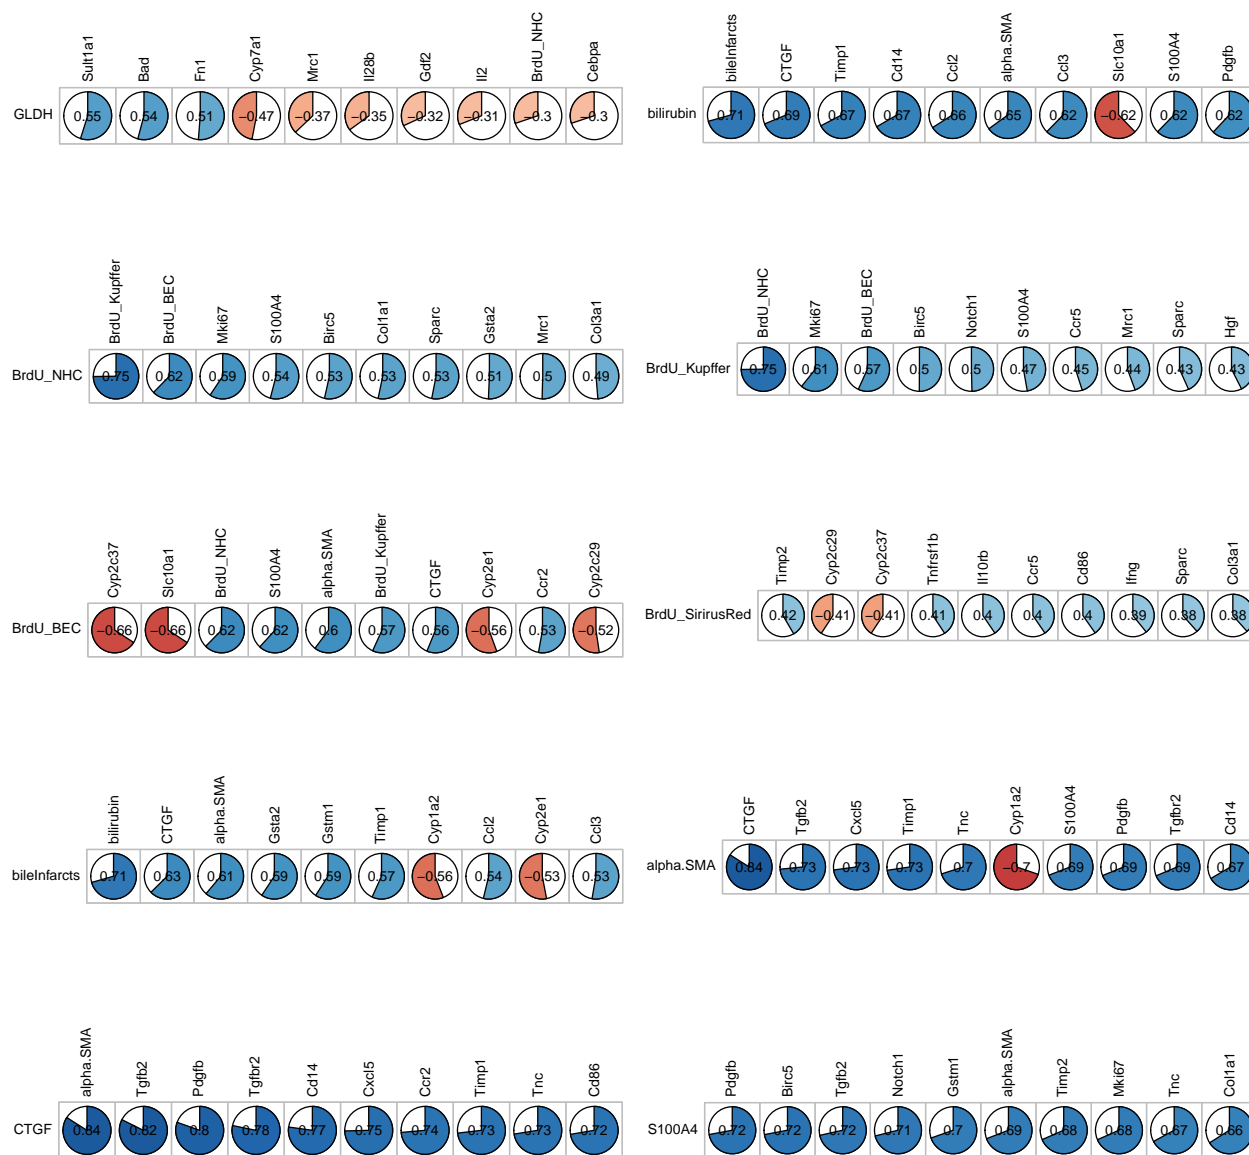 Sult1a1 Bad Fn1 Cyp7a1 Mrc1 Il28b Gdf2 Il2 BrdU_NHC Cebpa
GLDH 0.55 0.54 0.51 −0.47 −0.37 −0.35 −0.32 −0.31 −0.3 −0.3
bileInfarcts CTGF Timp1 Cd14 Ccl2 alpha.SMA Ccl3 Slc10a1 S100A4 Pdgfb
bilirubin 0.71 0.69 0.67 0.67 0.66 0.65 0.62 −0.62 0.62 0.62
BrdU_Kupffer BrdU_BEC Mki67 S100A4 Birc5 Col1a1 Sparc Gsta2 Mrc1 Col3a1
BrdU_NHC 0.75 0.62 0.59 0.54 0.53 0.53 0.53 0.51 0.5 0.49
BrdU_NHC Mki67 BrdU_BEC Birc5 Notch1 S100A4 Ccr5 Mrc1 Sparc Hgf
BrdU_Kupffer 0.75 0.61 0.57 0.5 0.5 0.47 0.45 0.44 0.43 0.43
Cyp2c37 Slc10a1 BrdU_NHC S100A4 alpha.SMA BrdU_Kupffer CTGF Cyp2e1 Ccr2 Cyp2c29
BrdU_BEC −0.66 −0.66 0.62 0.62 0.6 0.57 0.56 −0.56 0.53 −0.52
Timp2 Cyp2c29 Cyp2c37 Tnfrsf1b Il10rb Ccr5 Cd86 Ifng Sparc Col3a1
BrdU_SirirusRed 0.42 −0.41 −0.41 0.41 0.4 0.4 0.4 0.39 0.38 0.38
bilirubin CTGF alpha.SMA Gsta2 Gstm1 Timp1 Cyp1a2 Ccl2 Cyp2e1 Ccl3
bileInfarcts 0.71 0.63 0.61 0.59 0.59 0.57 −0.56 0.54 −0.53 0.53
CTGF Tgfb2 Cxcl5 Timp1 Tnc Cyp1a2 S100A4 Pdgfb Tgfbr2 Cd14
alpha.SMA 0.84 0.73 0.73 0.73 0.7 −0.7 0.69 0.69 0.69 0.67
alpha.SMA Tgfb2 Pdgfb Tgfbr2 Cd14 Cxcl5 Ccr2 Timp1 Tnc Cd86
CTGF 0.84 0.82 0.8 0.78 0.77 0.75 0.74 0.73 0.73 0.72
Pdgfb Birc5 Tgfb2 Notch1 Gstm1 alpha.SMA Timp2 Mki67 Tnc Col1a1
S100A4 0.72 0.72 0.72 0.71 0.7 0.69 0.68 0.68 0.67 0.66